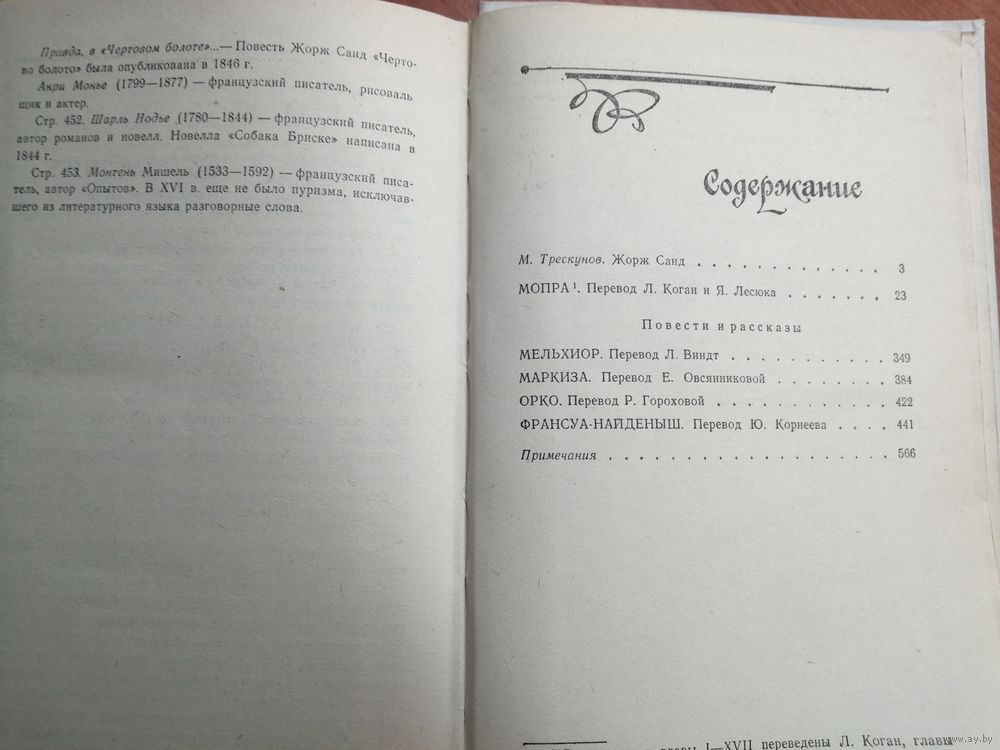 Правда, в «Чертовом болоте»...— Повесть Жорж Санд «Черто-
во болото» была опубликована в 1846 г.
Анри Монье (1799—1877) — французский писатель, рисоваль
щик и актер.
Стр. 452. Шарль Нодье (1780—1844) — французский писатель,
автор романов и новелл. Новелла «Собака Бриске» написана в
1844 г.
Стр. 453. Монтень Мишель (1533—1592) — французский писа-
тель, автор «Опытов». В XVI в. еще не было пуризма, исключав-
шего из литературного языка разговорные слова.
Содержание
М. Трескунов. Жорж Санд . . . . . . . . . . . . . 3
МОПРА¹. Перевод Л. Коган и Я. Лесюка . . . . . . . 23
Повести и рассказы
МЕЛЬХИОР. Перевод Л. Виндт . . . . . . . . . . . 349
МАРКИЗА. Перевод Е. Овсянниковой . . . . . . . . 384
ОРКО. Перевод Р. Гороховой . . . . . . . . . . . . 422
ФРАНСУА-НАЙДЕНЫШ. Перевод Ю. Корнеева . . . . 441
Примечания . . . . . . . . . . . . . . . . . . 566
главы I—XVII переведены Л. Коган, главы
www.ay.by